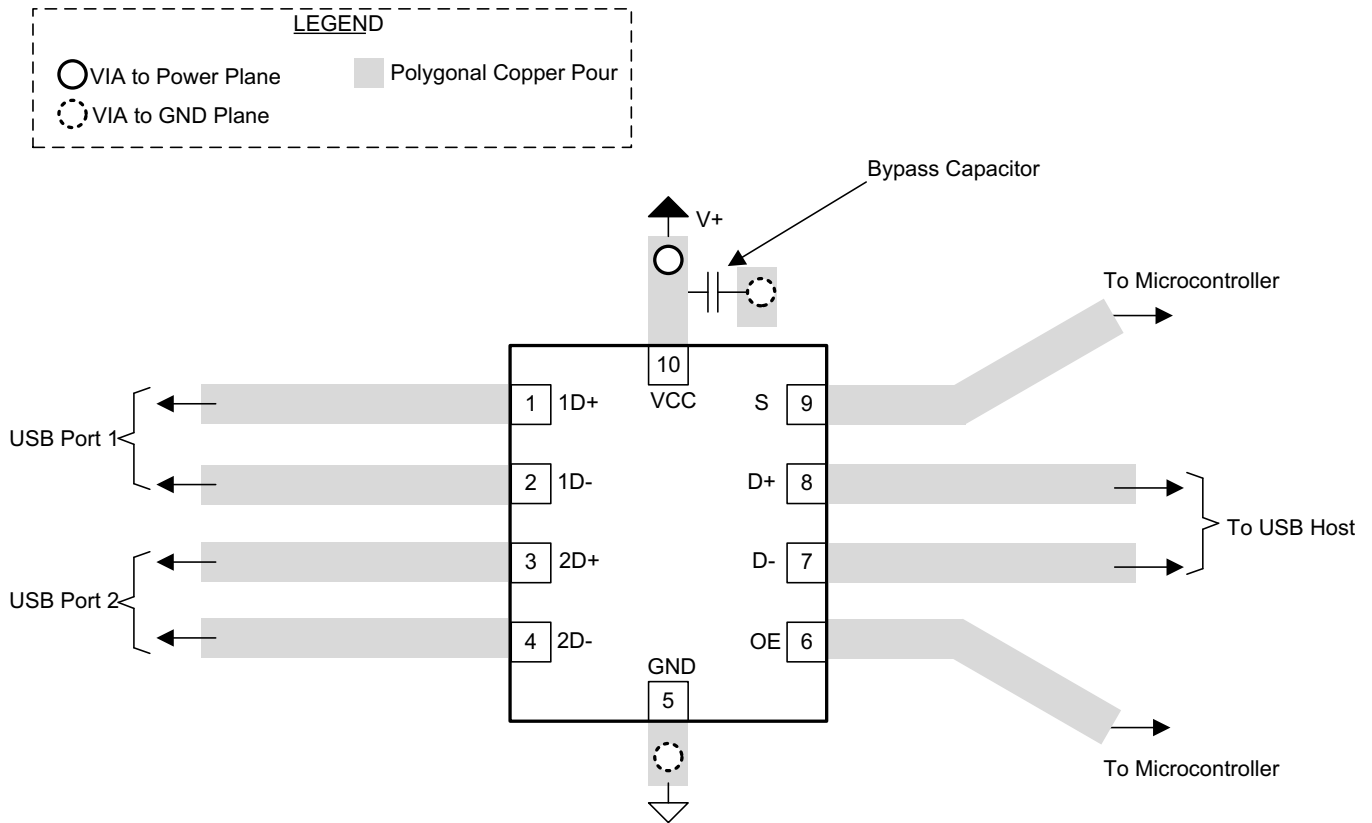 LEGEND
VIA to Power Plane
Polygonal Copper Pour
VIA to GND Plane
Bypass Capacitor
V+
To Microcontroller
10
VCC
1 1D+
S 9
USB Port 1
2 1D-
D+ 8
To USB Host
3 2D+
D- 7
USB Port 2
4 2D-
OE 6
GND
5
To Microcontroller